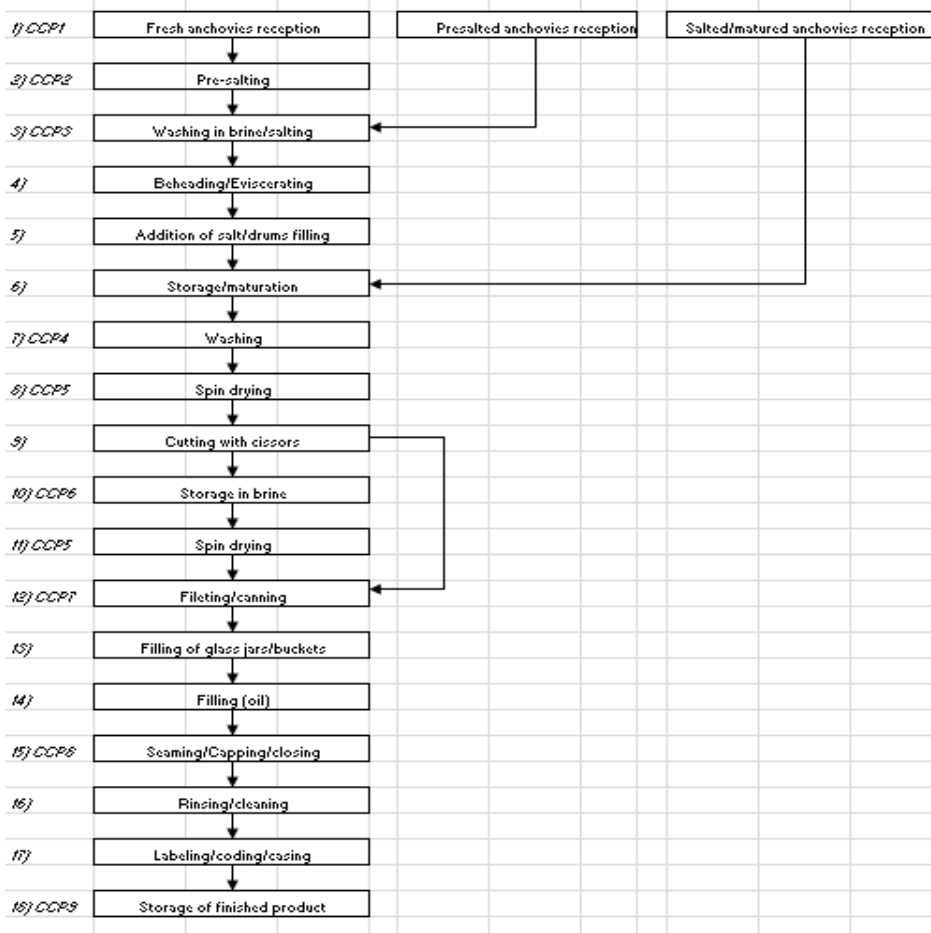 1) CCP1 Fresh anchovies reception Presalted anchovies reception Salted/matured anchovies reception
2) CCP2 Pre-salting
3) CCP3 Washing in brine/salting
4) Beheading/Eviscerating
5) Addition of salt/drums filling
6) Storage/maturation
7) CCP4 Washing
8) CCP5 Spin drying
9) Cutting with cissors
10) CCP6 Storage in brine
11) CCP5 Spin drying
12) CCP7 Fileting/canning
13) Filling of glass jars/buckets
14) Filling (oil)
15) CCP8 Seaming/Capping/closing
16) Rinsing/cleaning
17) Labeling/coding/casing
18) CCP9 Storage of finished product